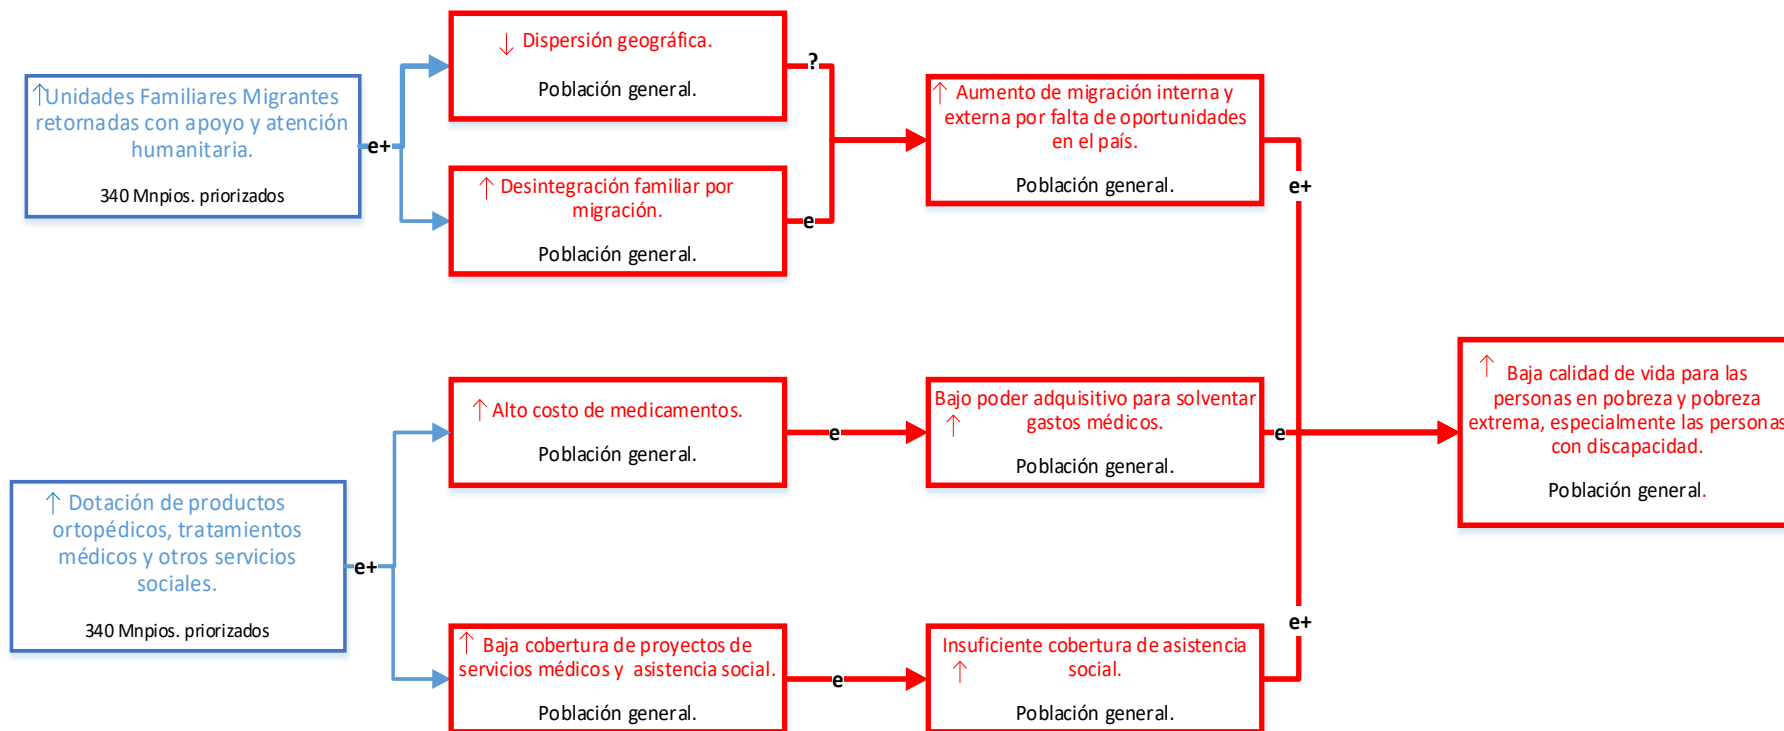 ↑Unidades Familiares Migrantes
retornadas con apoyo y atención
humanitaria.
340 Mnpios. priorizados
e+
↓ Dispersión geográfica.
Población general.
?
↑ Desintegración familiar por
migración.
Población general.
e
↑ Aumento de migración interna y
externa por falta de oportunidades
en el país.
Población general.
e+
↑ Dotación de productos
ortopédicos, tratamientos
médicos y otros servicios
sociales.
340 Mnpios. priorizados
e+
↑ Alto costo de medicamentos.
Población general.
e
Bajo poder adquisitivo para solventar
↑ gastos médicos.
Población general.
e
↑ Baja cobertura de proyectos de
servicios médicos y asistencia social.
Población general.
e
Insuficiente cobertura de asistencia
↑ social.
Población general.
e+
↑ Baja calidad de vida para las
personas en pobreza y pobreza
extrema, especialmente las personas
con discapacidad.
Población general.